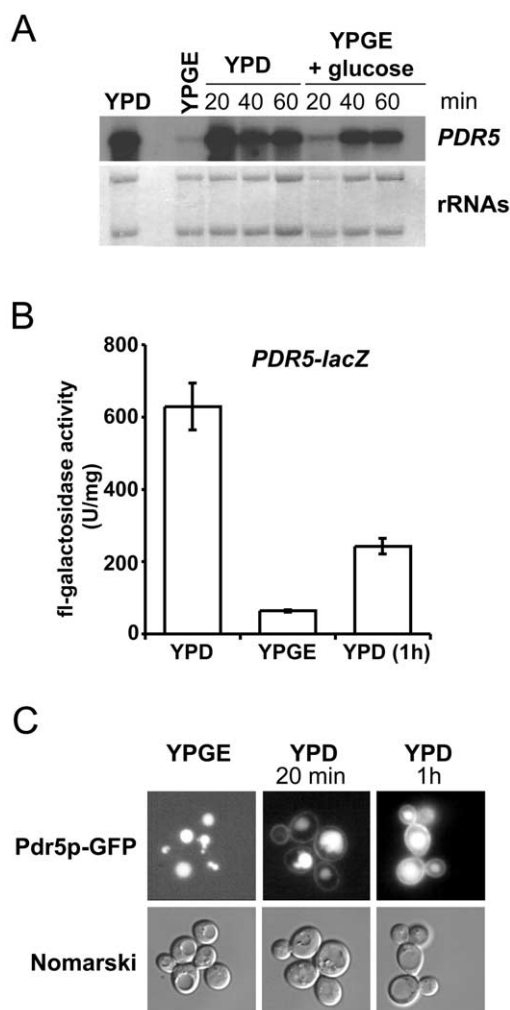 A
YPD YPGE YPD YPGE + glucose
20 40 60 20 40 60 min
PDR5
rRNAs
B
PDR5-lacZ
fl-galactosidase activity
(U/mg)
800
600
400
200
0
YPD YPGE YPD (1h)
C
YPGE YPD YPD
20 min 1h
Pdr5p-GFP
Nomarski